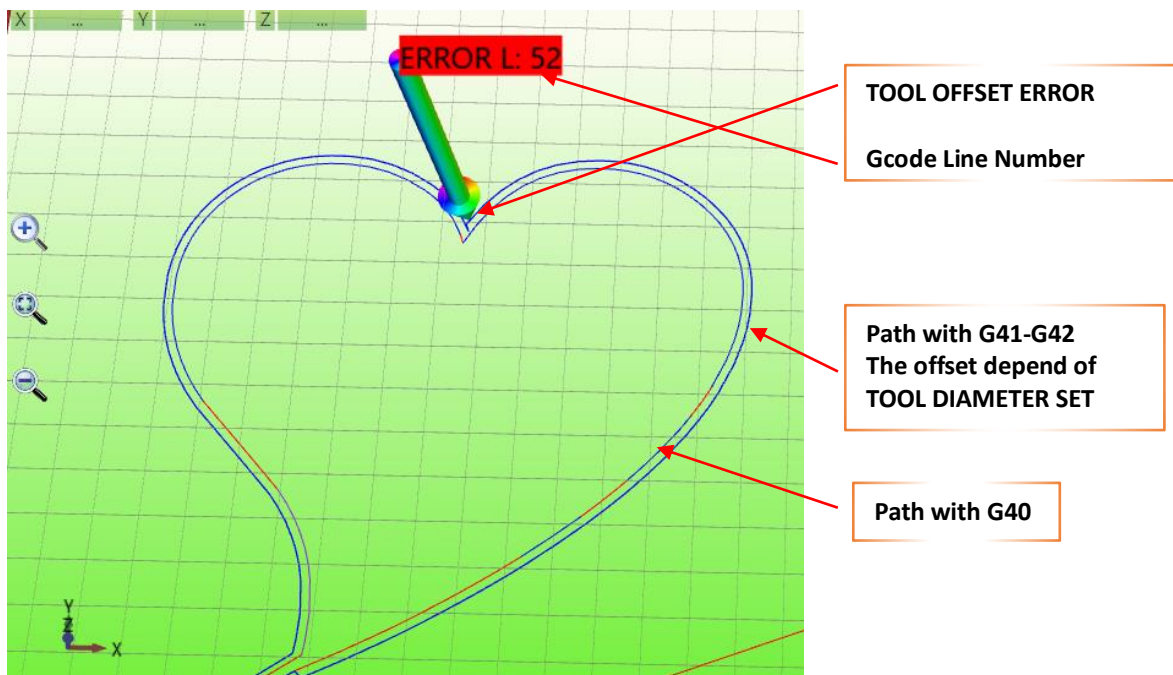 X ... Y ... Z ...
ERROR L: 52
TOOL OFFSET ERROR
Gcode Line Number
Path with G41-G42
The offset depend of
TOOL DIAMETER SET
Path with G40
Y
Z
X